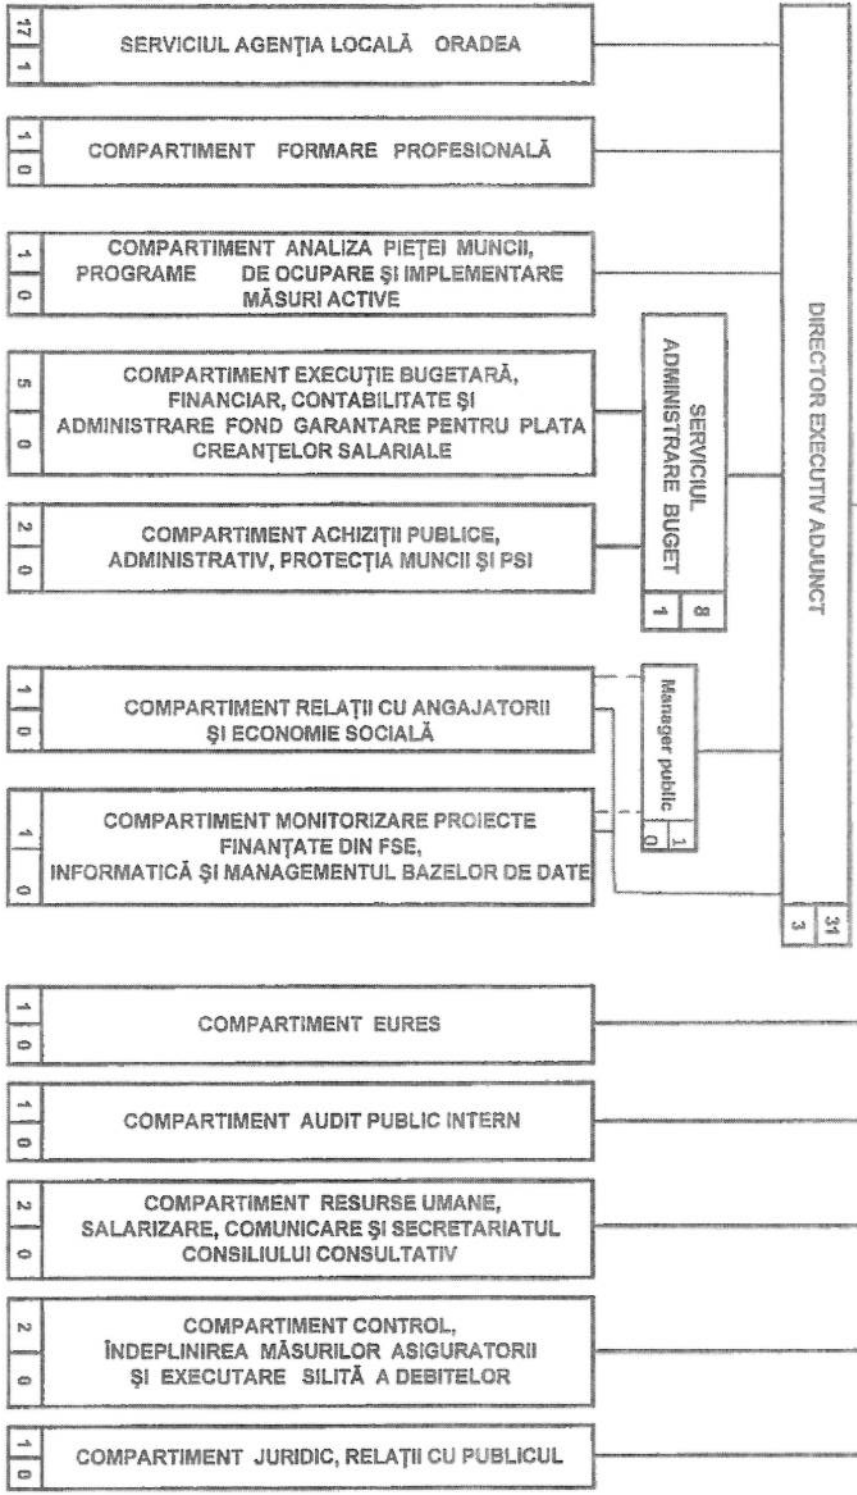 17
1
SERVICIUL AGENȚIA LOCALĂ ORADEA
1
0
COMPARTIMENT FORMARE PROFESIONALĂ
1
0
COMPARTIMENT ANALIZA PIEȚEI MUNCII,
PROGRAME DE OCUPARE ȘI IMPLEMENTARE
MĂSURI ACTIVE
5
0
COMPARTIMENT EXECUȚIE BUGETARĂ,
FINANCIAR, CONTABILITATE ȘI
ADMINISTRARE FOND GARANTARE PENTRU PLATA
CREANȚELOR SALARIALE
2
0
COMPARTIMENT ACHIZIȚII PUBLICE,
ADMINISTRATIV, PROTECȚIA MUNCII ȘI PSI
SERVICIUL
ADMINISTRARE BUGET
8
1
1
0
COMPARTIMENT RELAȚII CU ANGAJATORII
ȘI ECONOMIE SOCIALĂ
1
0
COMPARTIMENT MONITORIZARE PROIECTE
FINANȚATE DIN FSE,
INFORMATICĂ ȘI MANAGEMENTUL BAZELOR DE DATE
Manager public
1
0
DIRECTOR EXECUTIV ADJUNCT
31
3
1
0
COMPARTIMENT EURES
1
0
COMPARTIMENT AUDIT PUBLIC INTERN
2
0
COMPARTIMENT RESURSE UMANE,
SALARIZARE, COMUNICARE ȘI SECRETARIATUL
CONSILIULUI CONSULTATIV
2
0
COMPARTIMENT CONTROL,
ÎNDEPLINIREA MĂSURILOR ASIGURATORII
ȘI EXECUTARE SILITĂ A DEBITELOR
1
0
COMPARTIMENT JURIDIC, RELAȚII CU PUBLICUL